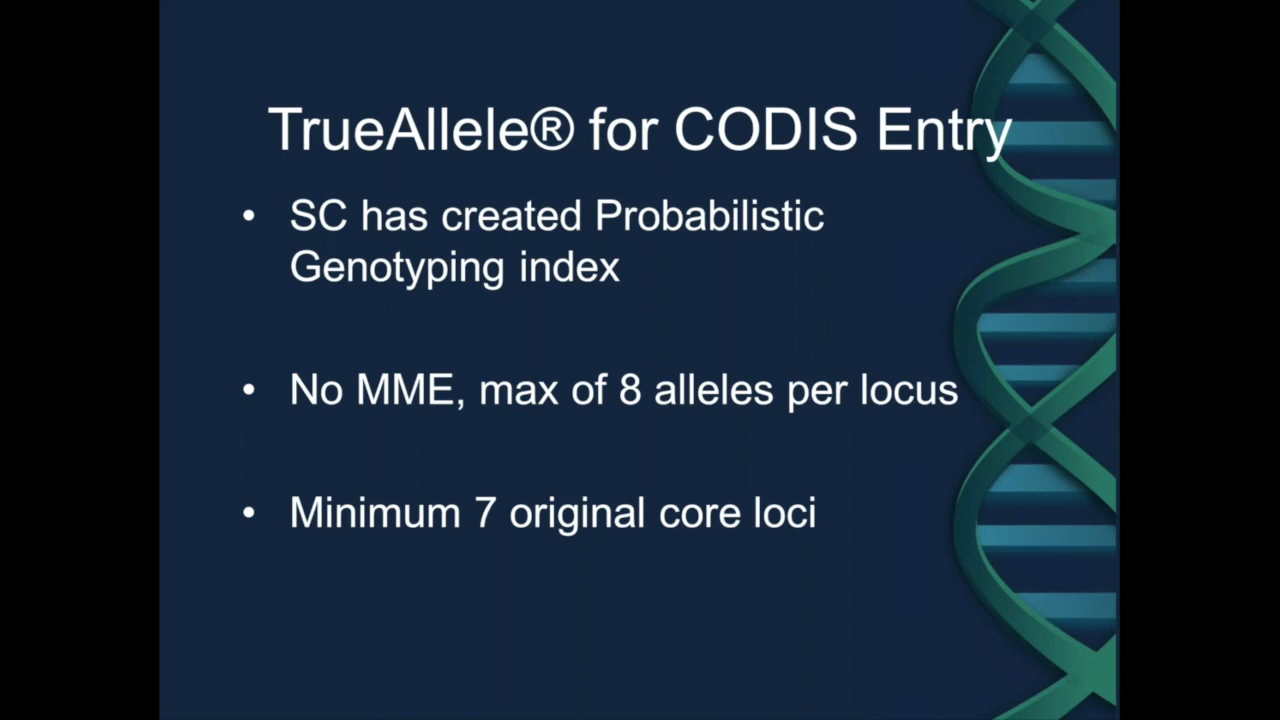 TrueAllele® for CODIS Entry
• SC has created Probabilistic
Genotyping index
• No MME, max of 8 alleles per locus
• Minimum 7 original core loci